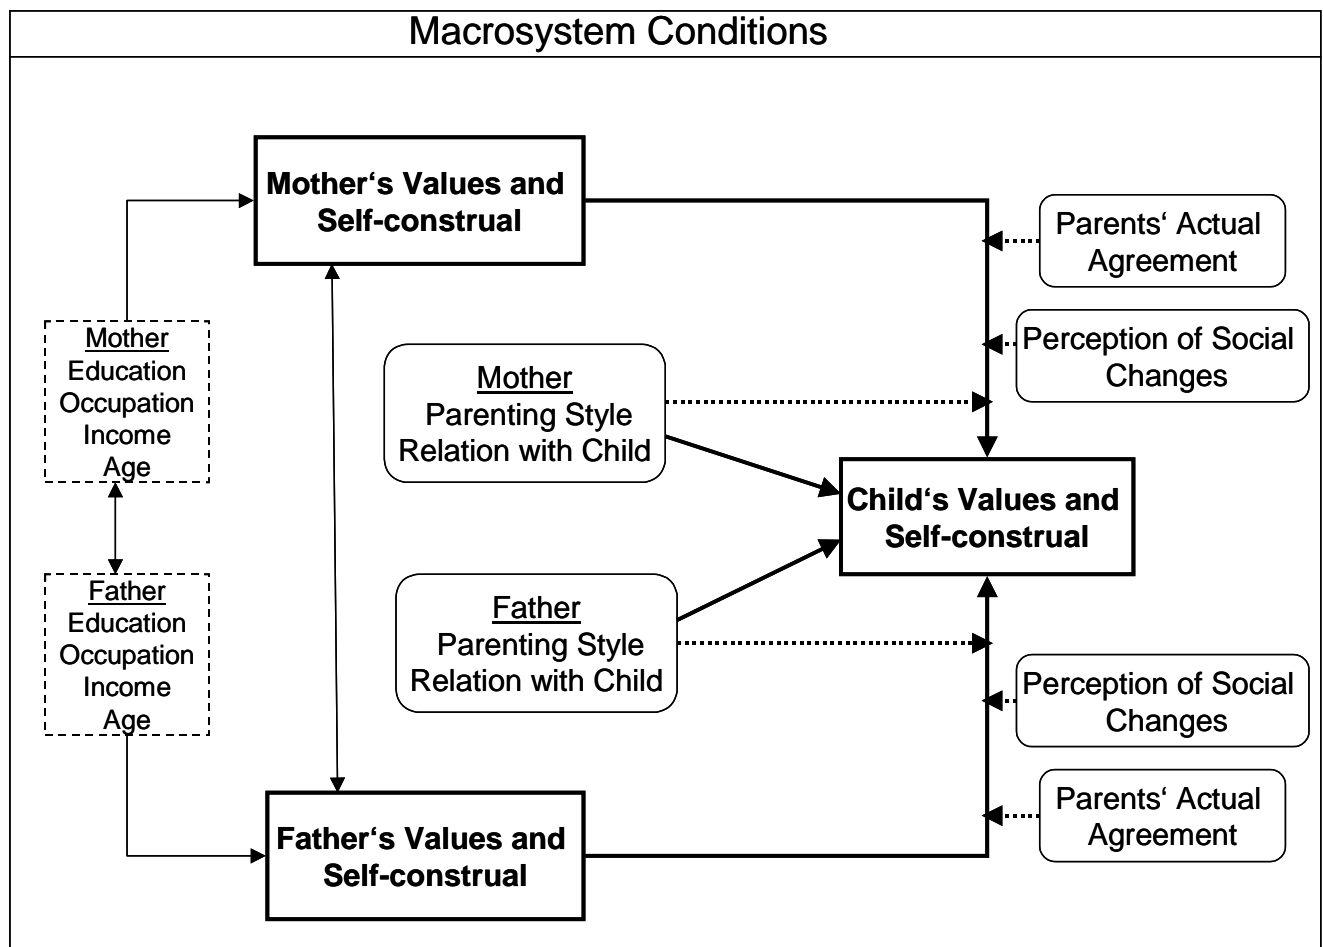 Macrosystem Conditions
Mother‘s Values and
Self-construal
Parents‘ Actual
Agreement
Perception of Social
Changes
Mother
Education
Occupation
Income
Age
Mother
Parenting Style
Relation with Child
Child‘s Values and
Self-construal
Father
Education
Occupation
Income
Age
Father
Parenting Style
Relation with Child
Perception of Social
Changes
Parents‘ Actual
Agreement
Father‘s Values and
Self-construal